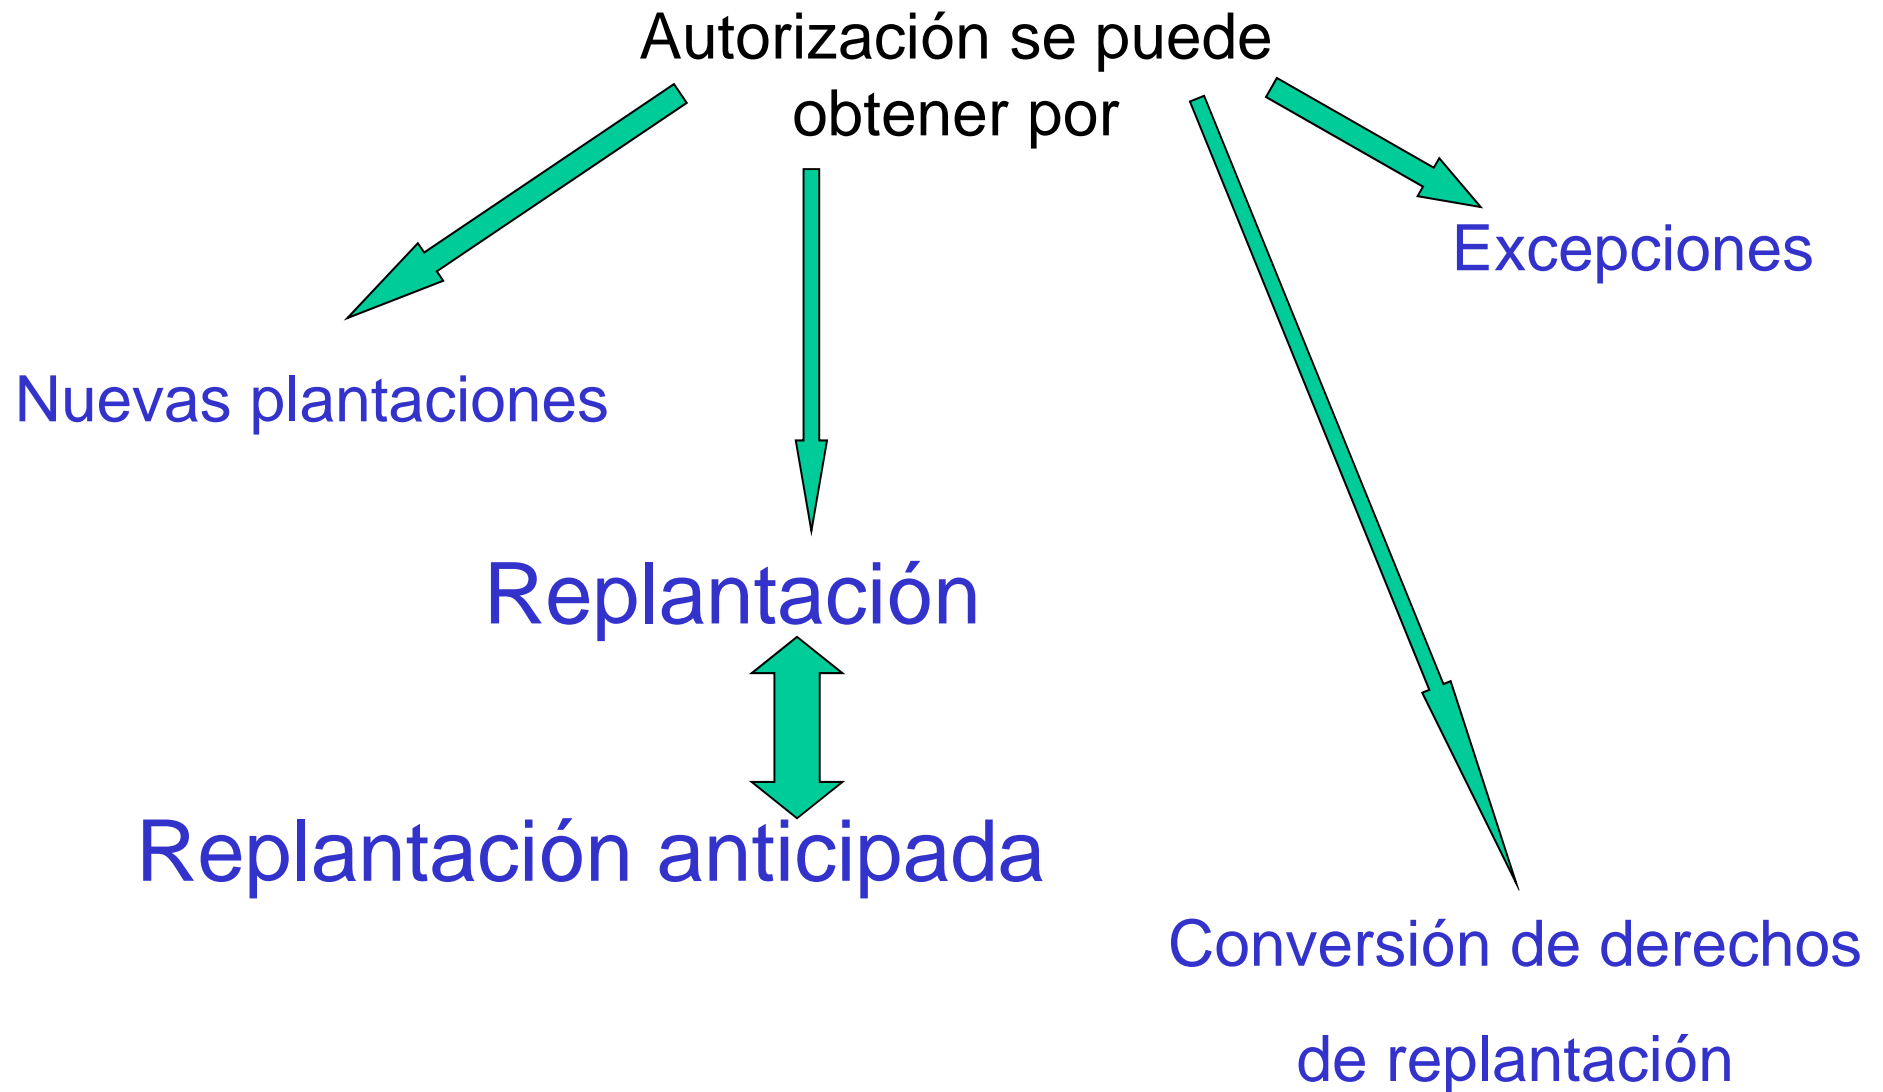 Autorización se puede
obtener por
Excepciones
Nuevas plantaciones
Replantación
Replantación anticipada
Conversión de derechos
de replantación